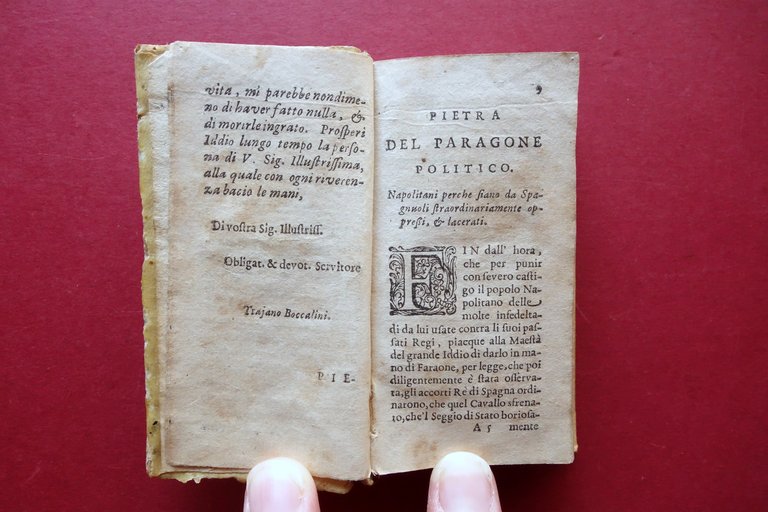 vita, mi parebbe nondime-
no di haver fatto nulla, &
di morirle ingrato. Prosperi
Iddio lungo tempo la perso-
na di V. Sig. Illustrissima,
alla quale con ogni riveren-
za bacio le mani,
Di vostra Sig. Illustriss.
Obligat. & devot. Servitore
Trajano Boccalini.
PIE-
9
PIETRA
DEL PARAGONE
POLITICO.
Napolitani perche siano da Spa-
gnuoli straordinariamente op-
pressi, & lacerati.
FIN dall' hora,
che per punir
con severo casti-
go il popolo Na-
politano delle
molte infedelta-
di da lui usate contra li suoi pas-
sati Regi, piacque alla Maestà
del grande Iddio di darlo in ma-
no di Faraone, per legge, che poi
diligentemente è stata osserva-
ta, gli accorti Rè di Spagna ordi-
narono, che quel Cavallo sfrena-
to, che'l Seggio di Stato boriosa-
A5 mente